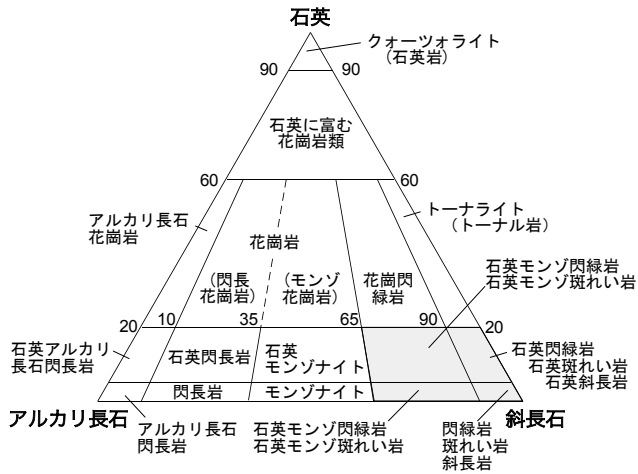 石英
クォーツォライト
（石英岩）
90
90
石英に富む
花崗岩類
60
60
アルカリ長石
花崗岩
トーナライト
（トーナル岩）
花崗岩
石英モンゾ閃緑岩
石英モンゾ斑れい岩
（閃長
花崗岩）
（モンゾ
花崗岩）
花崗閃
緑岩
20
10
35
65
90
20
石英アルカリ
長石閃長岩
石英閃長岩
石英
モンゾナイト
石英閃緑岩
石英斑れい岩
石英斜長岩
閃長岩
モンゾナイト
アルカリ長石
斜長石
アルカリ長石
閃長岩
石英モンゾ閃緑岩
石英モンゾ斑れい岩
閃緑岩
斑れい岩
斜長岩